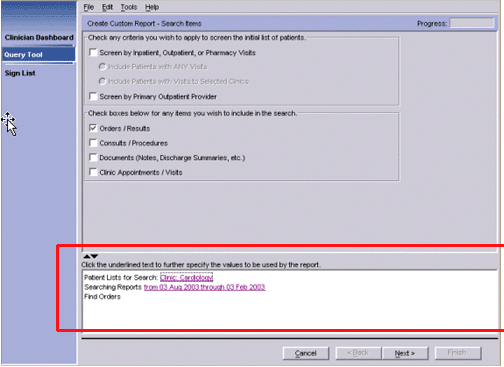 File Edit Tools Help
Create Custom Report - Search Items Progress:
Clinician Dashboard
Query Tool
Sign List
Check any criteria you wish to apply to screen the initial list of patients.
Screen by Inpatient, Outpatient, or Pharmacy Visits
Include Patients with ANY Visits
Include Patients with Visits to Selected Clinics
Screen by Primary Outpatient Provider
Check boxes below for any items you wish to include in the search.
Orders / Results
Consults / Procedures
Documents (Notes, Discharge Summaries, etc.)
Clinic Appointments / Visits
Click the underlined text to further specify the values to be used by the report.
Patient Lists for Search: Clinic: Cardiology
Searching Reports from 03 Aug 2003 through 03 Feb 2003
Find Orders
Cancel < Back Next > Finish